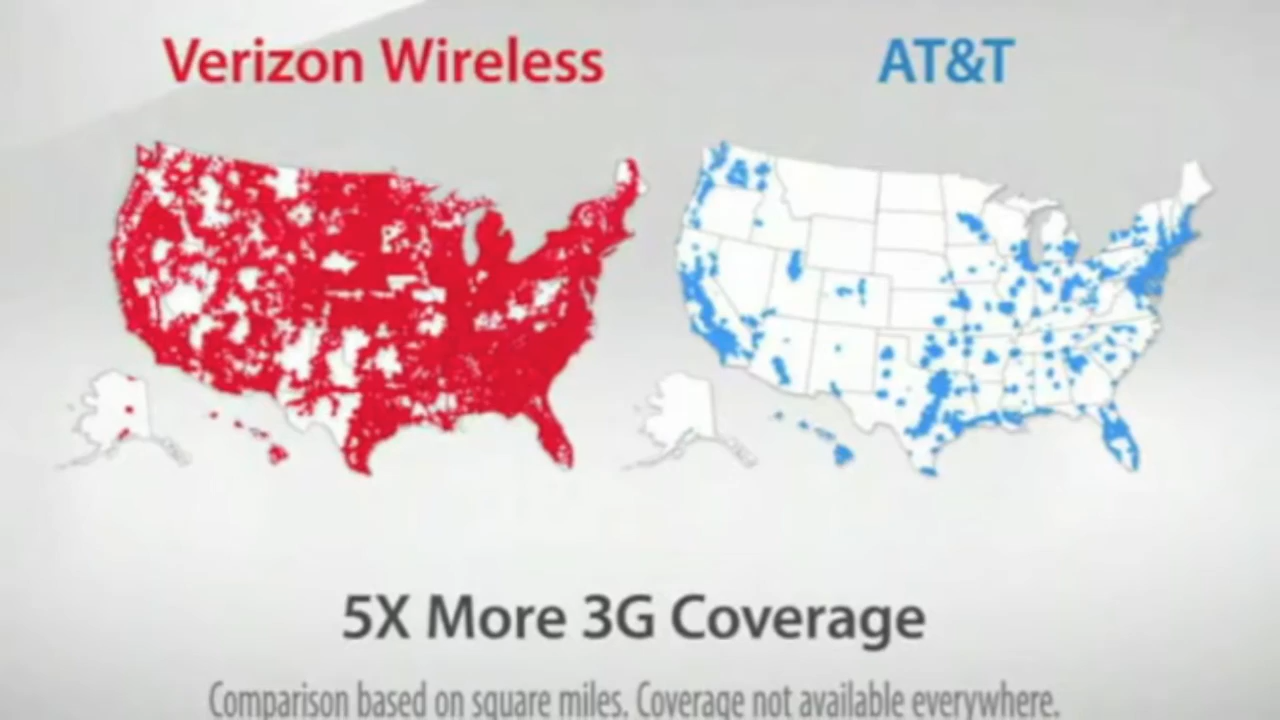 Verizon Wireless
AT&T
5X More 3G Coverage
Comparison based on square miles. Coverage not available everywhere.